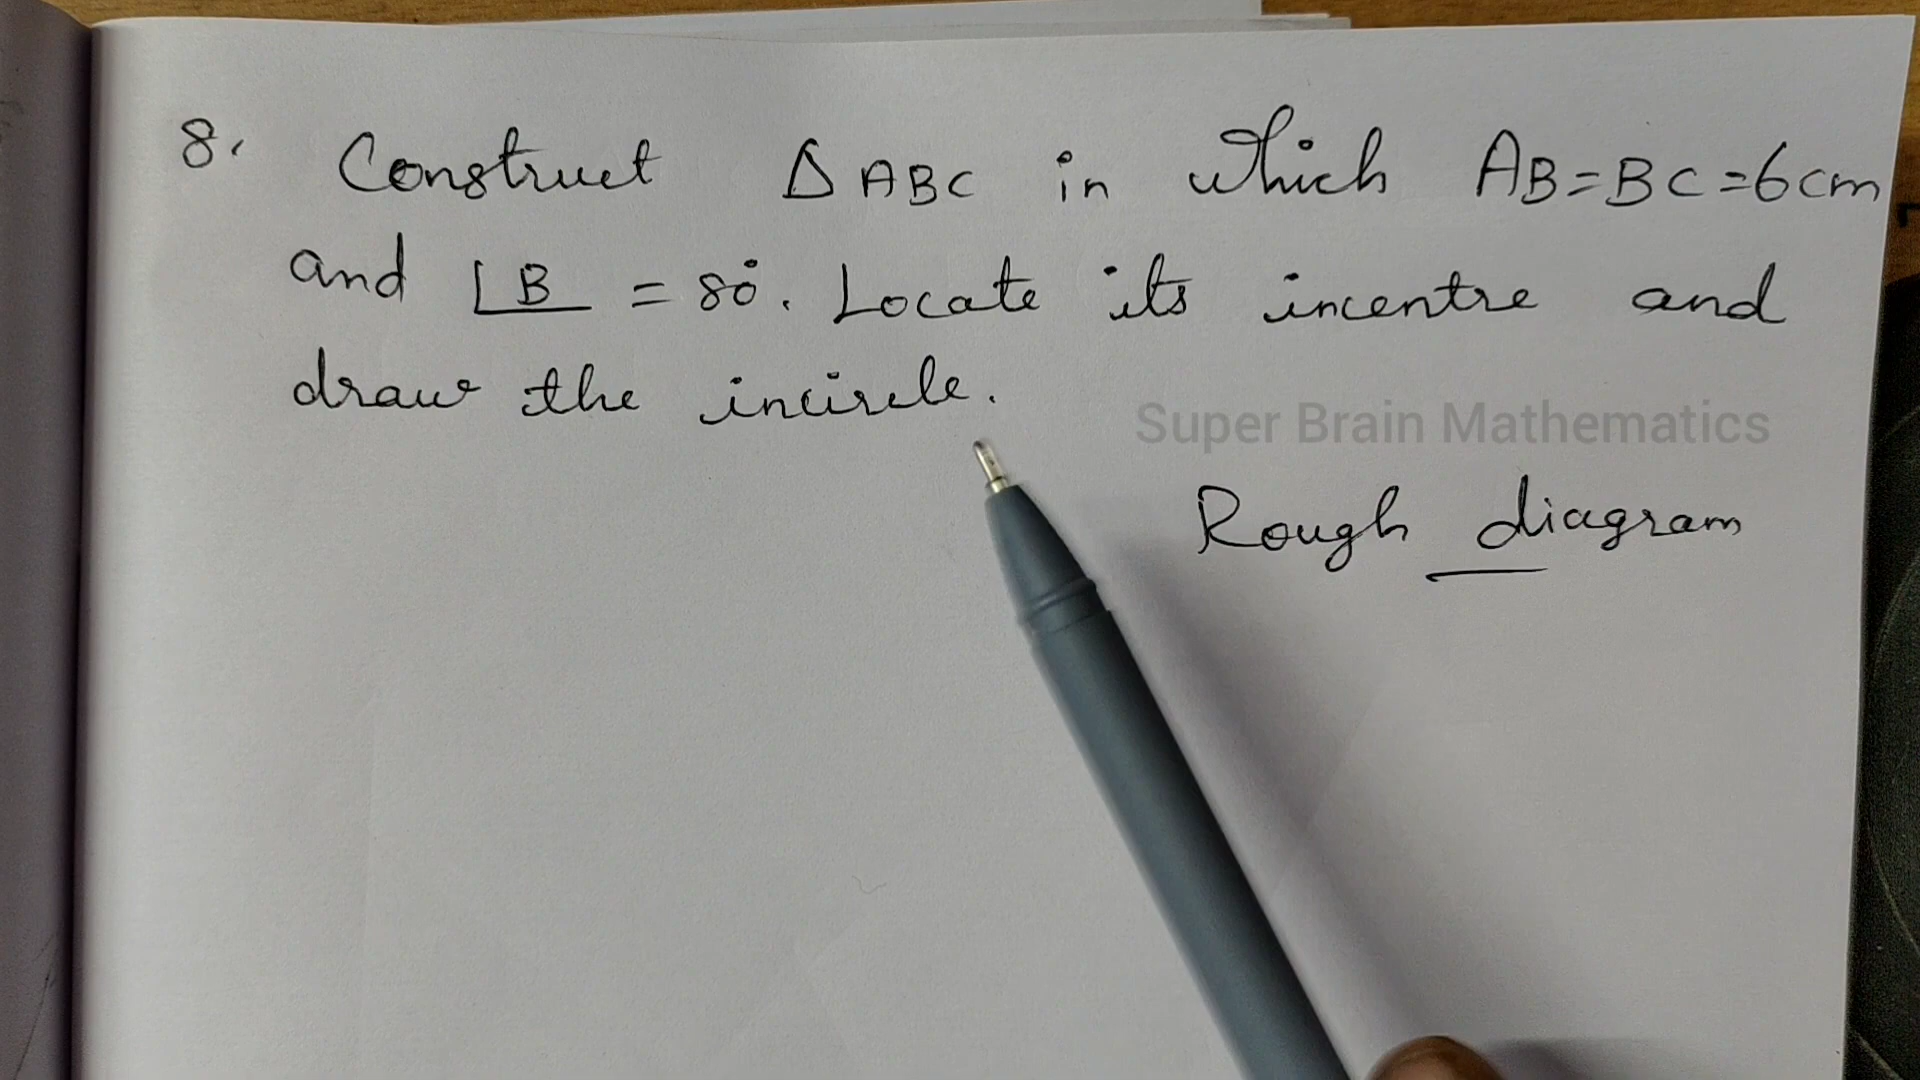 8. Construct Δ ABC in which AB=BC=6cm
and ∠B = 80°. Locate its incentre and
draw the incircle.
Super Brain Mathematics
Rough diagram